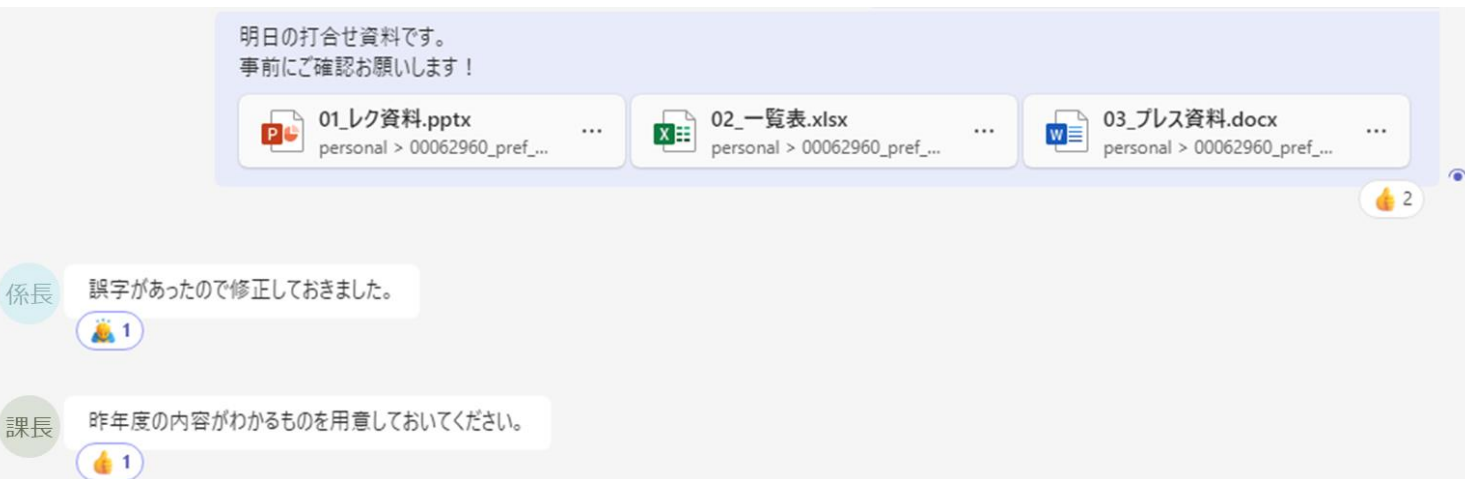 明日の打合せ資料です。
事前にご確認お願いします！
01_レク資料.pptx
personal > 00062960_pref_...
02_一覧表.xlsx
personal > 00062960_pref_...
03_プレス資料.docx
personal > 00062960_pref_...
2
係長
誤字があったので修正しておきました。
1
課長
昨年度の内容がわかるものを用意しておいてください。
1